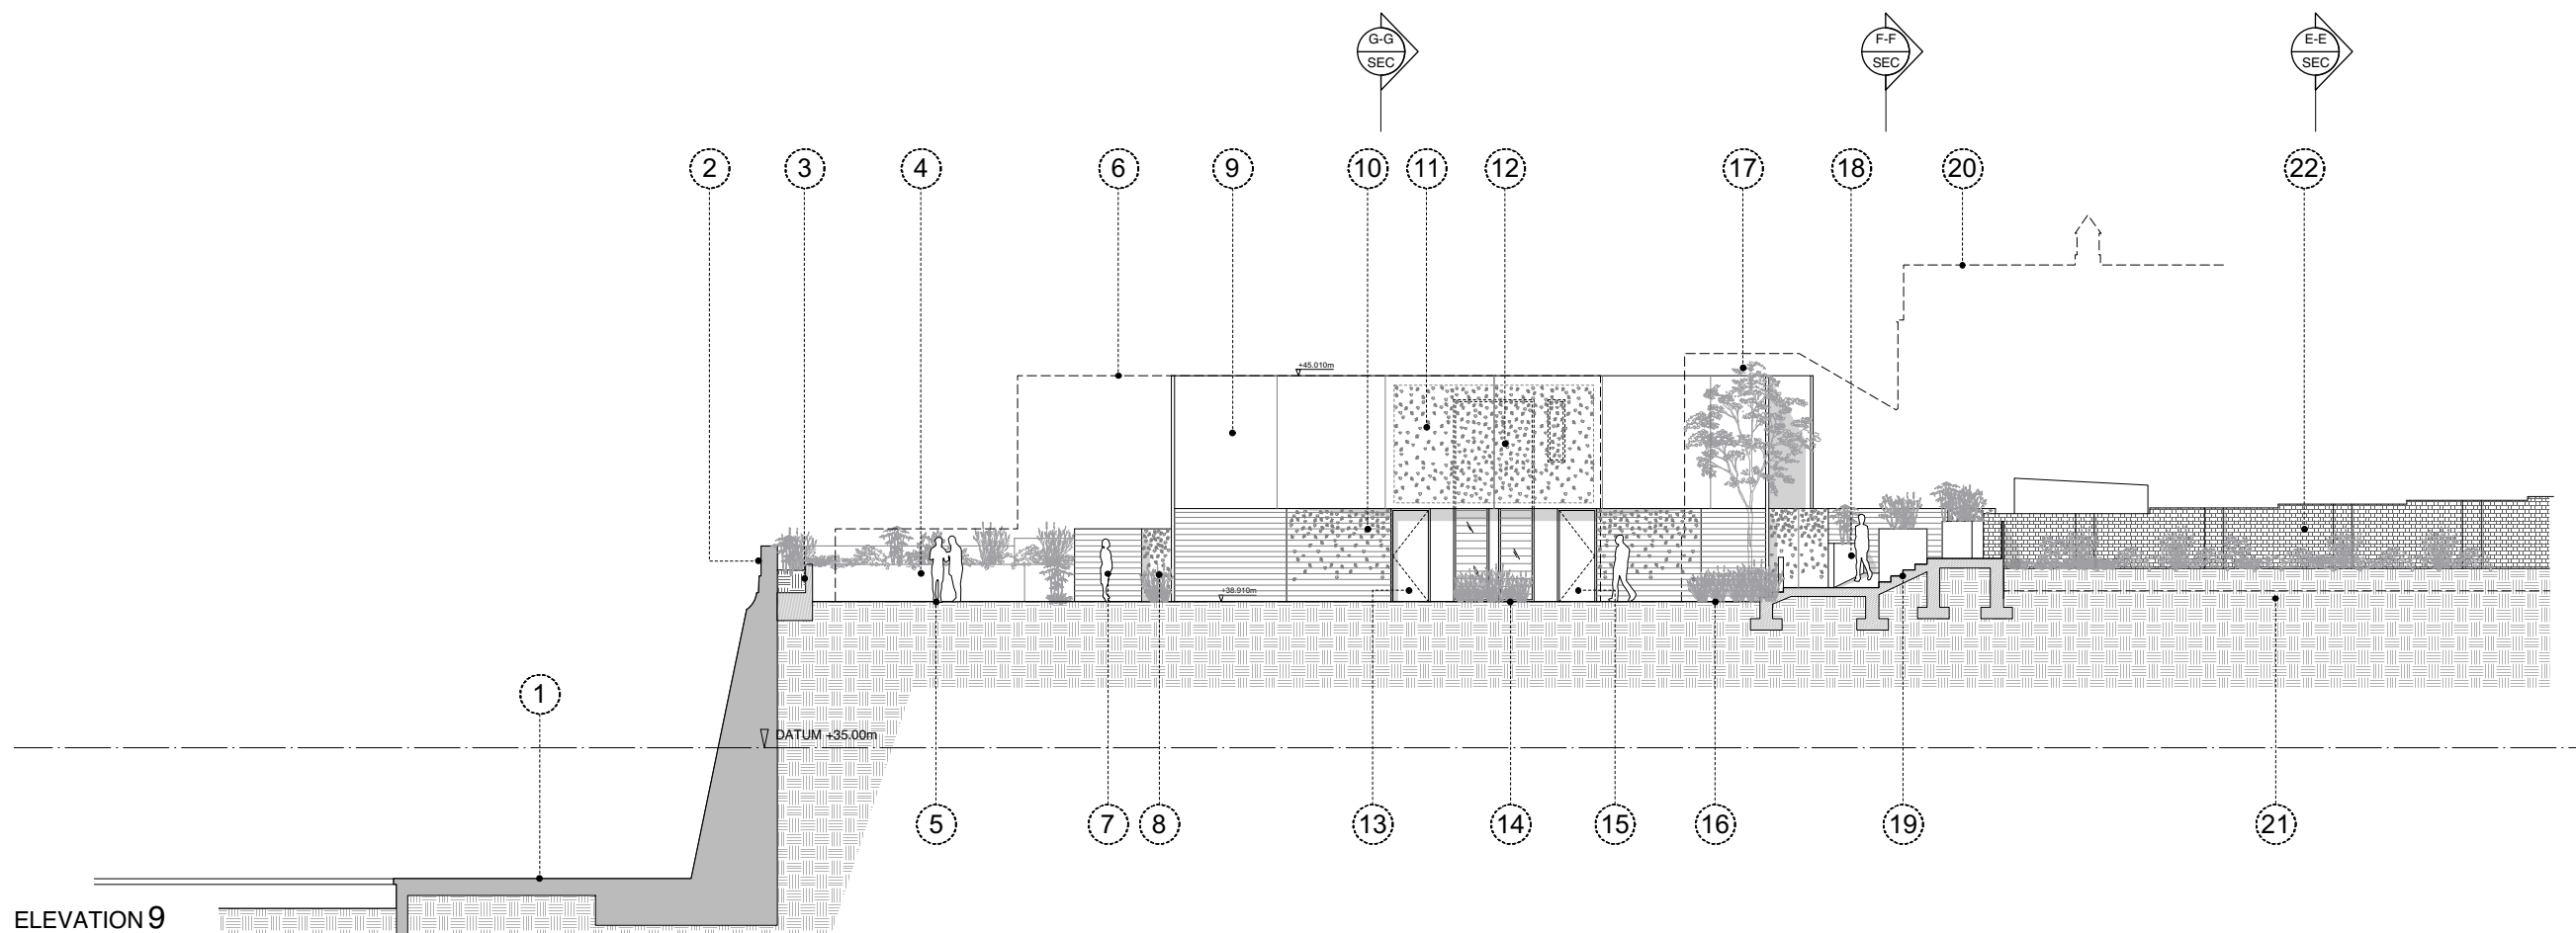 G-G
SEC
F-F
SEC
E-E
SEC
2
3
4
6
9
10
11
12
17
18
20
22
+45.010m
+38.910m
1
DATUM +35.00m
5
7
8
13
14
15
16
19
21
ELEVATION 9